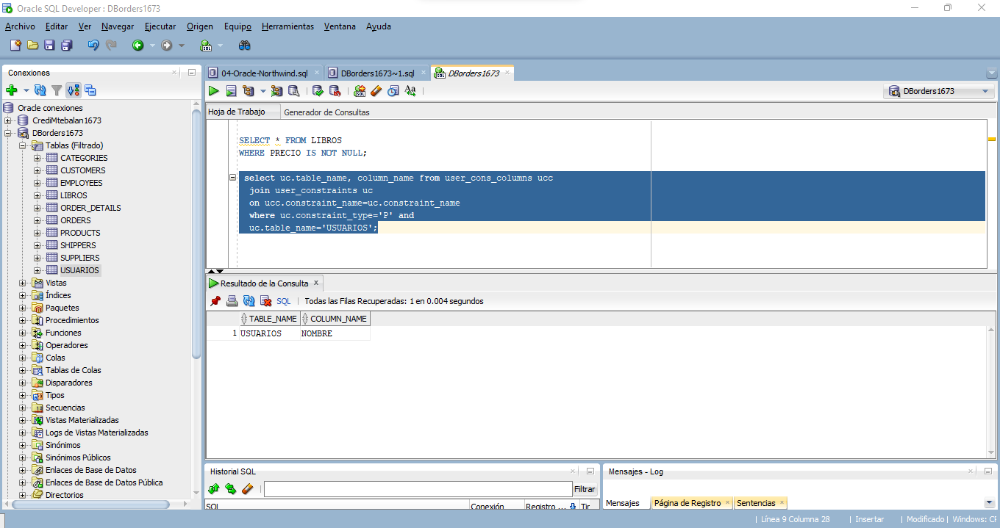 Oracle SQL Developer : DBorders1673
Archivo Editar Ver Navegar Ejecutar Origen Equipo Herramientas Ventana Ayuda
Conexiones
04-Oracle-Northwind.sql
DBorders1673~1.sql
DBorders1673
DBorders1673
Hoja de Trabajo
Generador de Consultas
Oracle conexiones
CrediMtebalan1673
DBorders1673
Tablas (Filtrado)
CATEGORIES
CUSTOMERS
EMPLOYEES
LIBROS
ORDER_DETAILS
ORDERS
PRODUCTS
SHIPPERS
SUPPLIERS
USUARIOS
Vistas
Índices
Paquetes
Procedimientos
Funciones
Operadores
Colas
Tablas de Colas
Disparadores
Tipos
Secuencias
Vistas Materializadas
Logs de Vistas Materializadas
Sinónimos
Sinónimos Públicos
Enlaces de Base de Datos
Enlaces de Base de Datos Pública
Directorios
SELECT * FROM LIBROS
WHERE PRECIO IS NOT NULL;
select uc.table_name, column_name from user_cons_columns ucc
join user_constraints uc
on ucc.constraint_name=uc.constraint_name
where uc.constraint_type='P' and
uc.table_name='USUARIOS';
Resultado de la Consulta
SQL | Todas las Filas Recuperadas: 1 en 0.004 segundos
TABLE_NAME COLUMN_NAME
1 USUARIOS NOMBRE
Historial SQL
Filtrar
SQL Conexión Registro ... Tir
Mensajes - Log
Mensajes Página de Registro Sentencias
| Línea 9 Columna 28 | Insertar | Modificado | Windows: CF